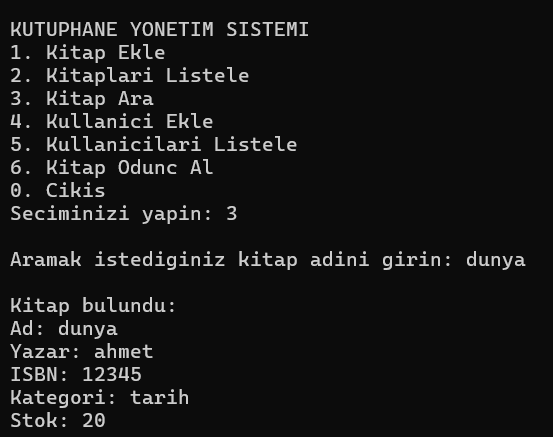 KUTUPHANE YONETIM SISTEMI
1. Kitap Ekle
2. Kitaplari Listele
3. Kitap Ara
4. Kullanici Ekle
5. Kullanicilari Listele
6. Kitap Odunc Al
0. Cikis
Seciminizi yapin: 3
Aramak istediginiz kitap adini girin: dunya
Kitap bulundu:
Ad: dunya
Yazar: ahmet
ISBN: 12345
Kategori: tarih
Stok: 20